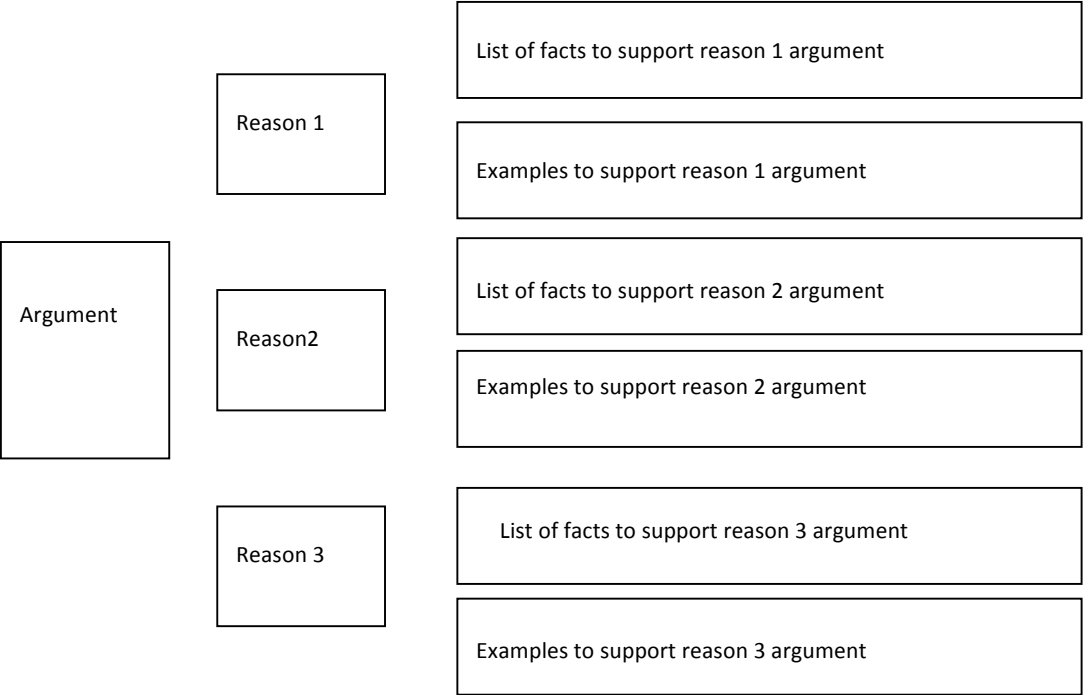 List of facts to support reason 1 argument
Reason 1
Examples to support reason 1 argument
List of facts to support reason 2 argument
Argument
Reason2
Examples to support reason 2 argument
List of facts to support reason 3 argument
Reason 3
Examples to support reason 3 argument